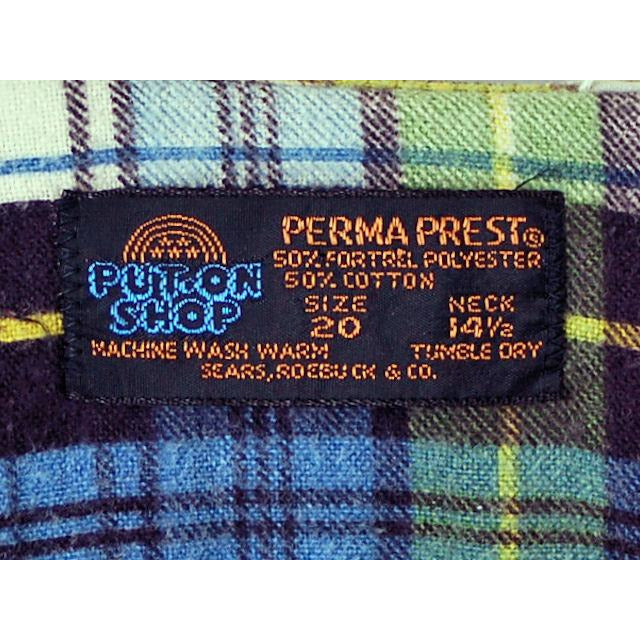 PUT-ON
SHOP
PERMA PREST®
50% FORTREL POLYESTER
50% COTTON
SIZE NECK
20 14½
MACHINE WASH WARM TUMBLE DRY
SEARS, ROEBUCK & CO.